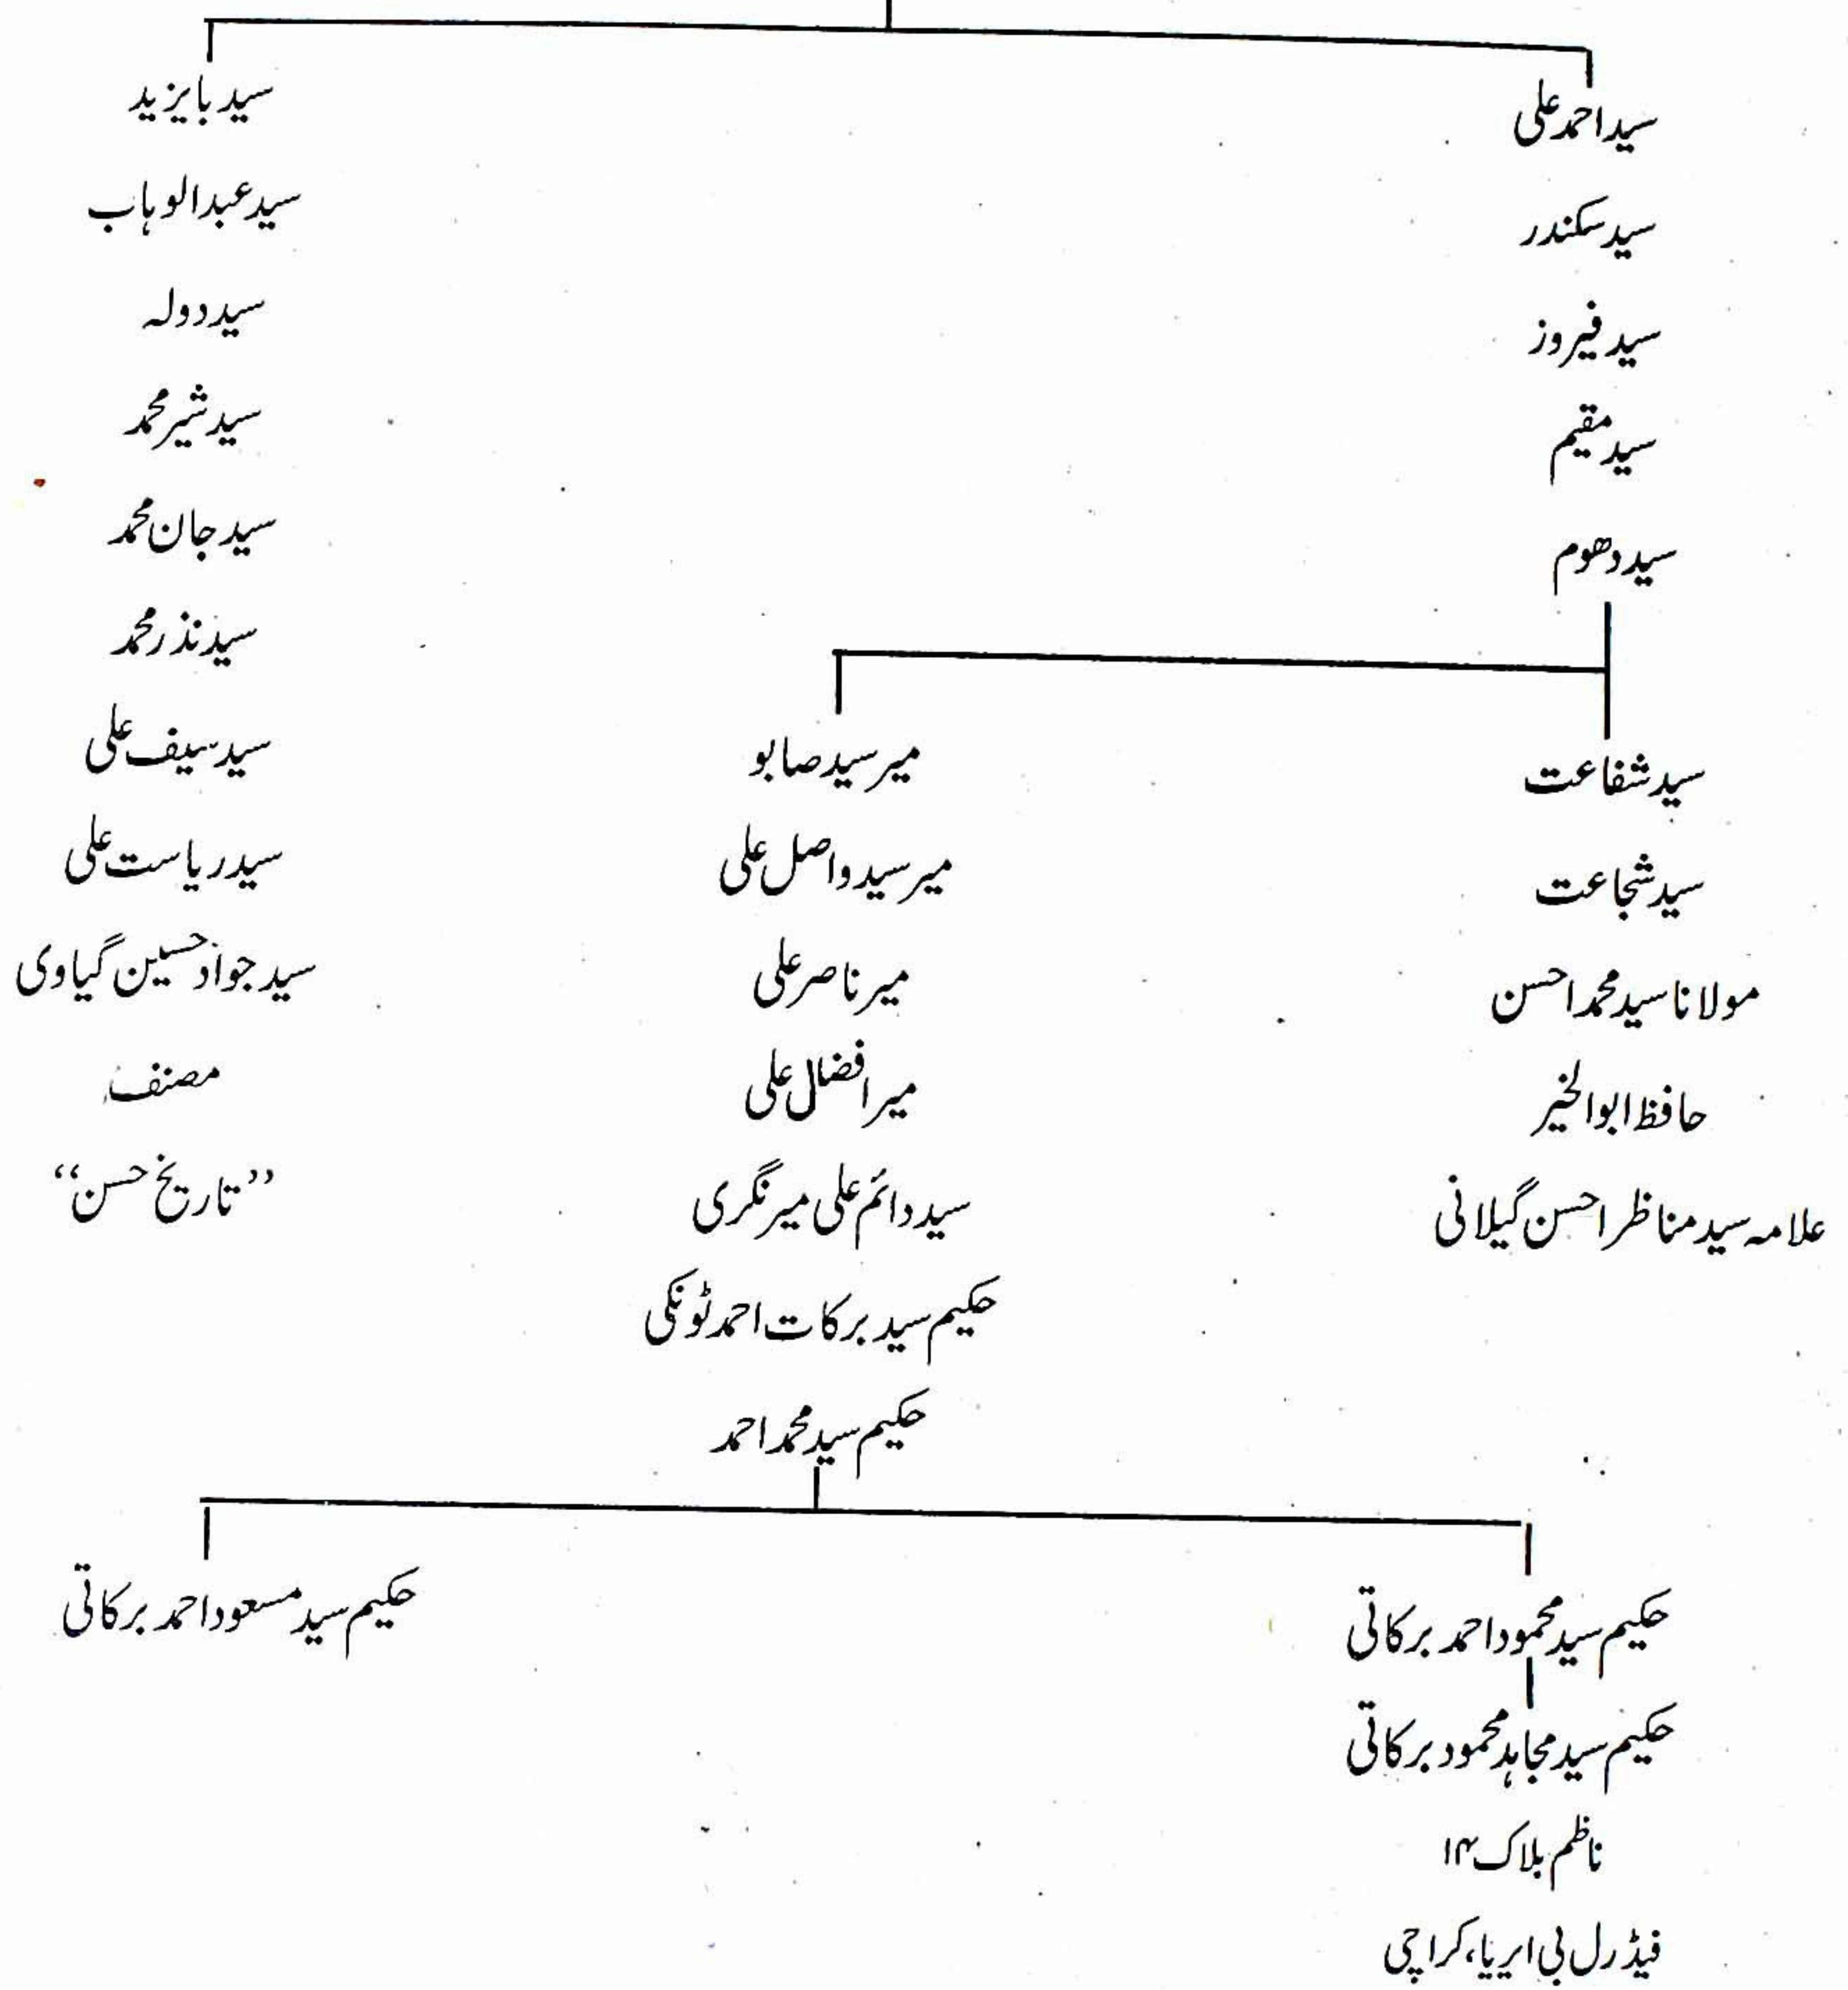 سید احمد علی
سید سکندر
سید فیروز
سید مقیم
سید دھوم
سید شفاعت
سید شجاعت
مولانا سید محمد احسن
حافظ ابوالخیر
علامہ سید مناظر احسن گیلانی
میر سید صابو
میر سید واصل علی
میر ناصر علی
میر افضال علی
سید دائم علی میر نگری
حکیم سید برکات احمد ٹونکی
حکیم سید محمد احمد
سید بایزید
سید عبدالوہاب
سید دولہ
سید شیر محمد
سید جان محمد
سید نذر محمد
سید سیف علی
سید ریاست علی
سید جواد حسین گیاوی
مصنف
”تاریخ حسن“
حکیم سید محمود احمد برکاتی
حکیم سید مجاہد محمود برکاتی
ناظم بلاک ۱۴
فیڈرل بی ایریا، کراچی
حکیم سید مسعود احمد برکاتی